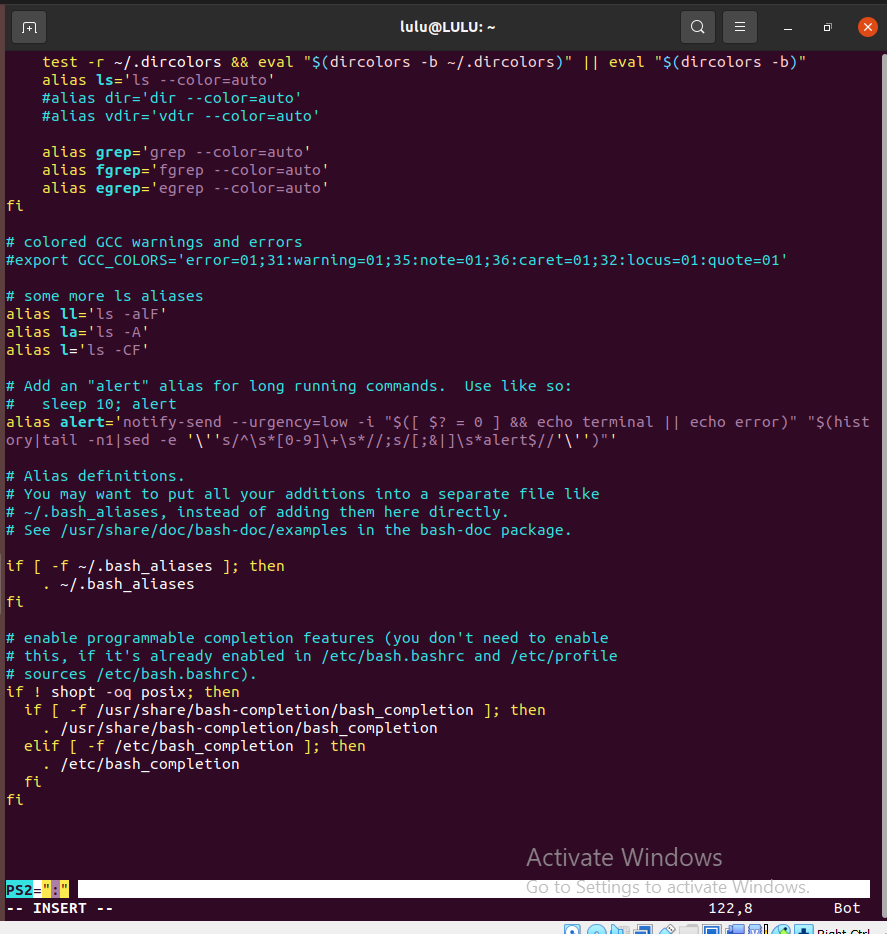 lulu@LULU: ~
test -r ~/.dircolors && eval "$(dircolors -b ~/.dircolors)" || eval "$(dircolors -b)"
alias ls='ls --color=auto'
#alias dir='dir --color=auto'
#alias vdir='vdir --color=auto'
alias grep='grep --color=auto'
alias fgrep='fgrep --color=auto'
alias egrep='egrep --color=auto'
fi
# colored GCC warnings and errors
#export GCC_COLORS='error=01;31:warning=01;35:note=01;36:caret=01;32:locus=01:quote=01'
# some more ls aliases
alias ll='ls -alF'
alias la='ls -A'
alias l='ls -CF'
# Add an "alert" alias for long running commands.  Use like so:
#   sleep 10; alert
alias alert='notify-send --urgency=low -i "$([ $? = 0 ] && echo terminal || echo error)" "$(hist
ory|tail -n1|sed -e '\''s/^\s*[0-9]\+\s*//;s/[;&|]\s*alert$//'\'')"'
# Alias definitions.
# You may want to put all your additions into a separate file like
# ~/.bash_aliases, instead of adding them here directly.
# See /usr/share/doc/bash-doc/examples in the bash-doc package.
if [ -f ~/.bash_aliases ]; then
. ~/.bash_aliases
fi
# enable programmable completion features (you don't need to enable
# this, if it's already enabled in /etc/bash.bashrc and /etc/profile
# sources /etc/bash.bashrc).
if ! shopt -oq posix; then
if [ -f /usr/share/bash-completion/bash_completion ]; then
. /usr/share/bash-completion/bash_completion
elif [ -f /etc/bash_completion ]; then
. /etc/bash_completion
fi
fi
Activate Windows
Go to Settings to activate Windows.
PS2=":"
-- INSERT -- 122,8 Bot
Right Ctrl